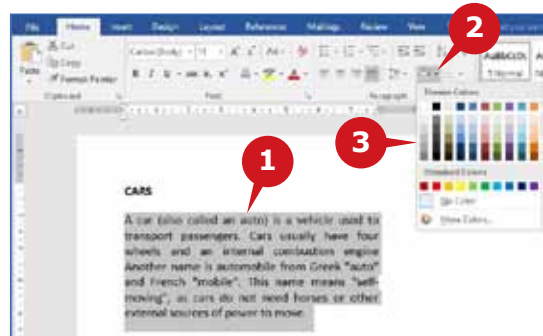 File Home Insert Design Layout References Mailings Review View
2
Cut
Copy
Paste
Format Painter
AaBbCcDc
1 Normal
Clipboard Font Paragraph
Theme Colors
3
1
Standard Colors
No Color
More Colors...
CARS
A car (also called an auto) is a vehicle used to
transport passengers. Cars usually have four
wheels and an internal combustion engine
Another name is automobile from Greek "auto"
and French "mobile". This name means "self-
moving", as cars do not need horses or other
external sources of power to move.